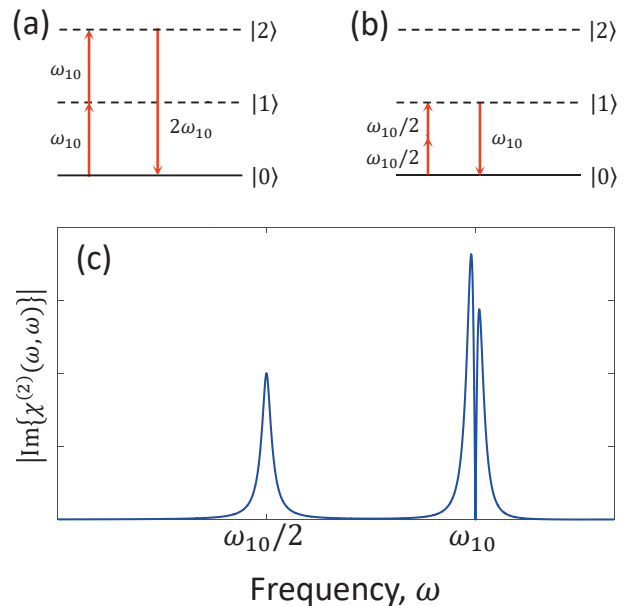 (a)
|2⟩
ω₁₀
|1⟩
ω₁₀
2ω₁₀
|0⟩
(b)
|2⟩
|1⟩
ω₁₀/2
ω₁₀
ω₁₀/2
|0⟩
(c)
|Im{χ⁽²⁾(ω, ω)}|
ω₁₀/2
ω₁₀
Frequency, ω